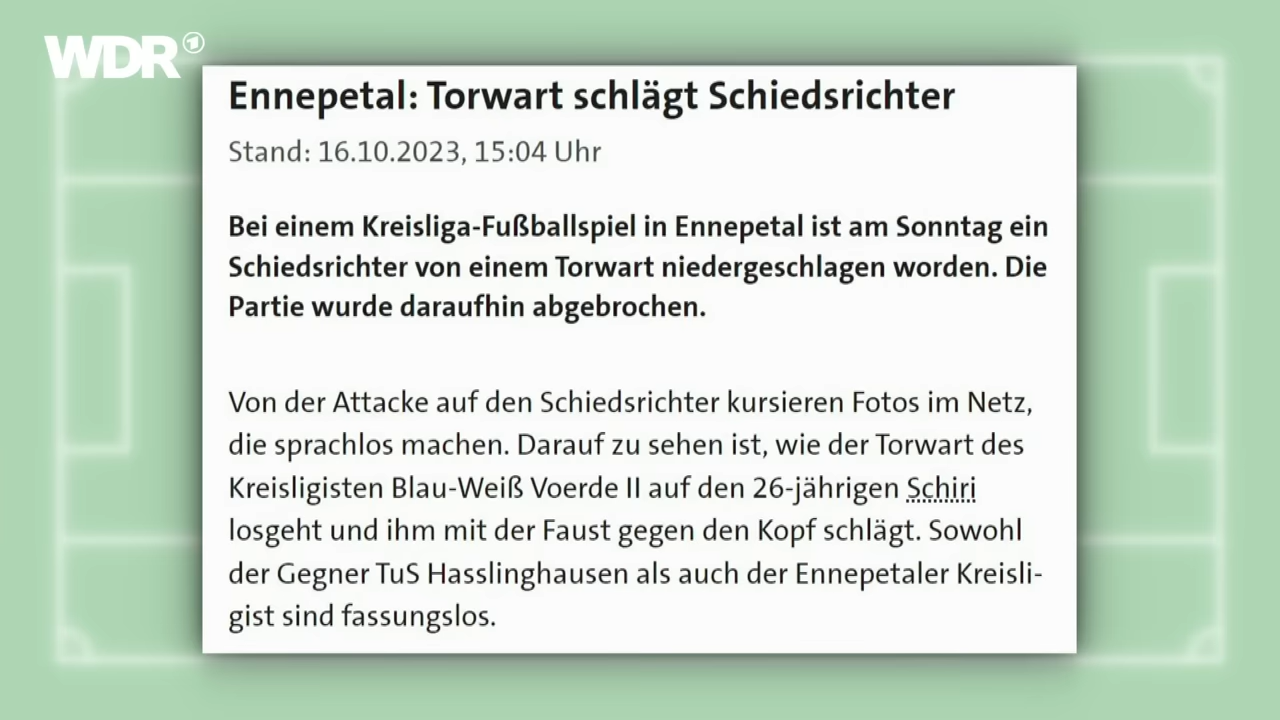 WDR
Ennepetal: Torwart schlägt Schiedsrichter
Stand: 16.10.2023, 15:04 Uhr
Bei einem Kreisliga-Fußballspiel in Ennepetal ist am Sonntag ein
Schiedsrichter von einem Torwart niedergeschlagen worden. Die
Partie wurde daraufhin abgebrochen.
Von der Attacke auf den Schiedsrichter kursieren Fotos im Netz,
die sprachlos machen. Darauf zu sehen ist, wie der Torwart des
Kreisligisten Blau-Weiß Voerde II auf den 26-jährigen Schiri
losgeht und ihm mit der Faust gegen den Kopf schlägt. Sowohl
der Gegner TuS Hasslinghausen als auch der Ennepetaler Kreisli-
gist sind fassungslos.